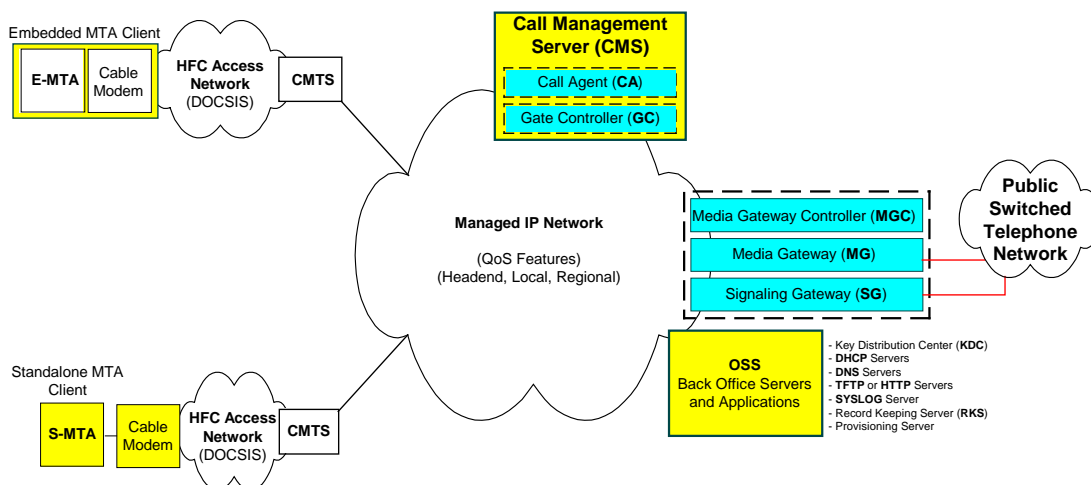 Embedded MTA Client
E-MTA
Cable
Modem
HFC Access
Network
(DOCSIS)
CMTS
Call Management
Server (CMS)
Call Agent (CA)
Gate Controller (GC)
Managed IP Network
(QoS Features)
(Headend, Local, Regional)
Media Gateway Controller (MGC)
Media Gateway (MG)
Signaling Gateway (SG)
Public
Switched
Telephone
Network
Standalone MTA
Client
S-MTA
Cable
Modem
HFC Access
Network
(DOCSIS)
CMTS
OSS
Back Office Servers
and Applications
- Key Distribution Center (KDC)
- DHCP Servers
- DNS Servers
- TFTP or HTTP Servers
- SYSLOG Server
- Record Keeping Server (RKS)
- Provisioning Server